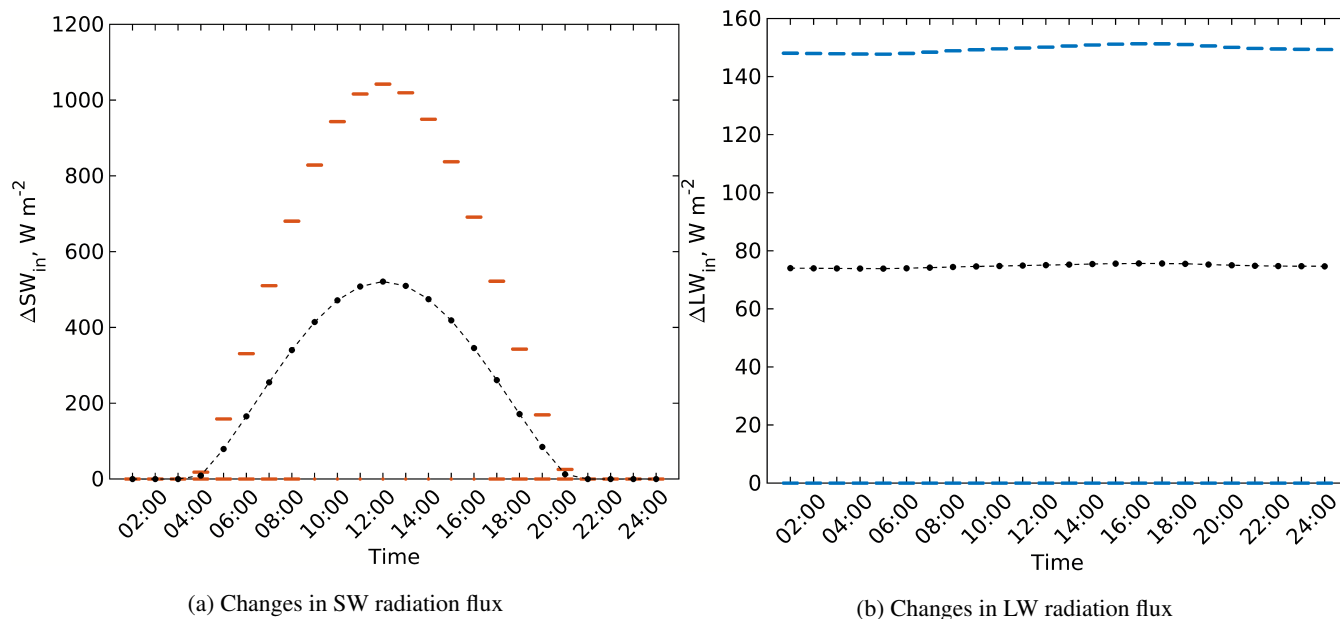 1200
1000
800
600
400
200
0
ΔSW_in, W m^-2
02:00 04:00 06:00 08:00 10:00 12:00 14:00 16:00 18:00 20:00 22:00 24:00
Time
(a) Changes in SW radiation flux
160
140
120
100
80
60
40
20
0
ΔLW_in, W m^-2
02:00 04:00 06:00 08:00 10:00 12:00 14:00 16:00 18:00 20:00 22:00 24:00
Time
(b) Changes in LW radiation flux